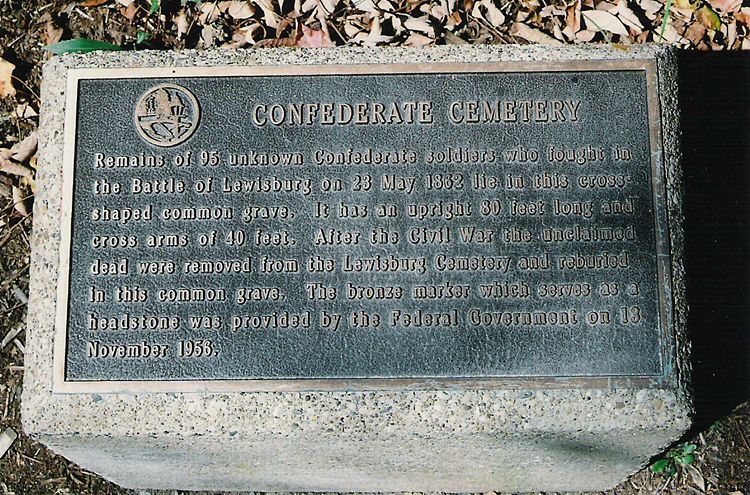 CONFEDERATE CEMETERY
Remains of 95 unknown Confederate soldiers who fought in
the Battle of Lewisburg on 23 May 1862 lie in this cross-
shaped common grave. It has an upright 80 feet long and
cross arms of 40 feet. After the Civil War the unclaimed
dead were removed from the Lewisburg Cemetery and reburied
in this common grave. The bronze marker which serves as a
headstone was provided by the Federal Government on 13
November 1956.